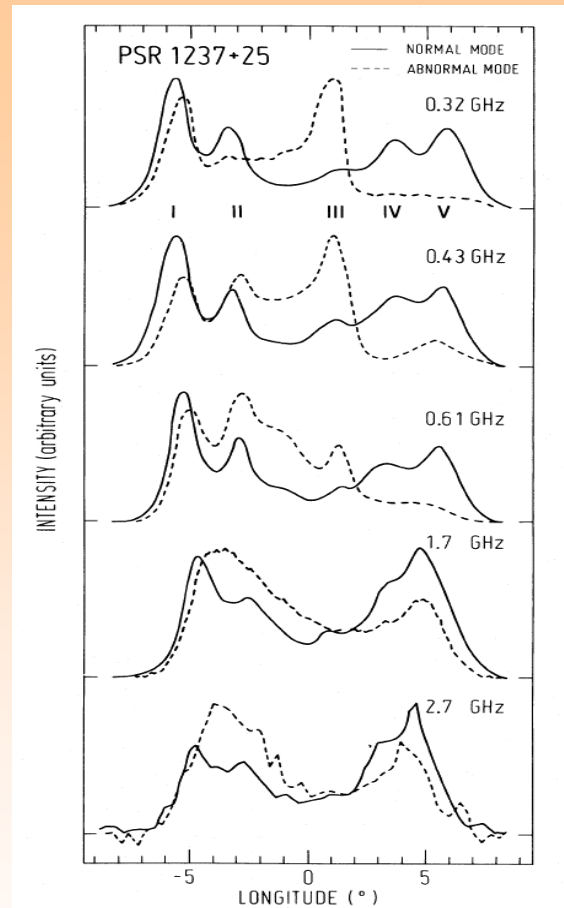 PSR 1237+25
NORMAL MODE
ABNORMAL MODE
0.32 GHz
I II III IV V
0.43 GHz
0.61 GHz
1.7 GHz
2.7 GHz
INTENSITY (arbitrary units)
-5 0 5
LONGITUDE (°)